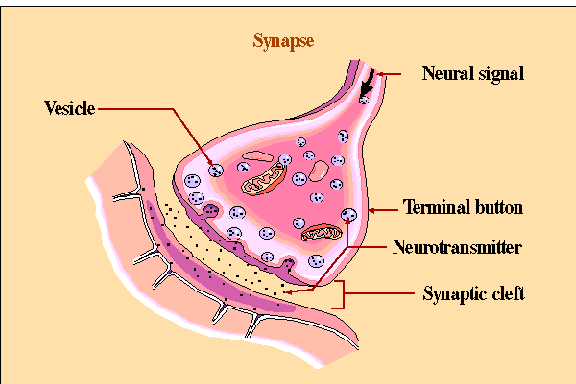 Synapse
Neural signal
Vesicle
Terminal button
Neurotransmitter
Synaptic cleft